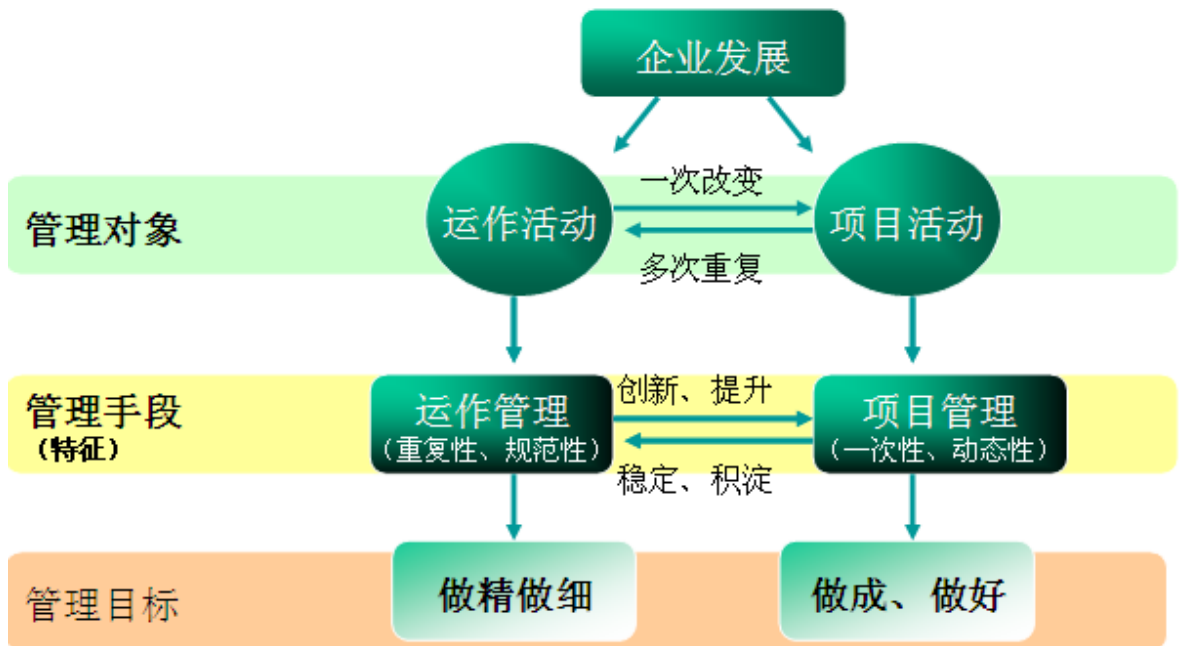 企业发展
一次改变
管理对象
运作活动
项目活动
多次重复
管理手段
(特征)
运作管理
（重复性、规范性）
创新、提升
项目管理
（一次性、动态性）
稳定、积淀
管理目标
做精做细
做成、做好